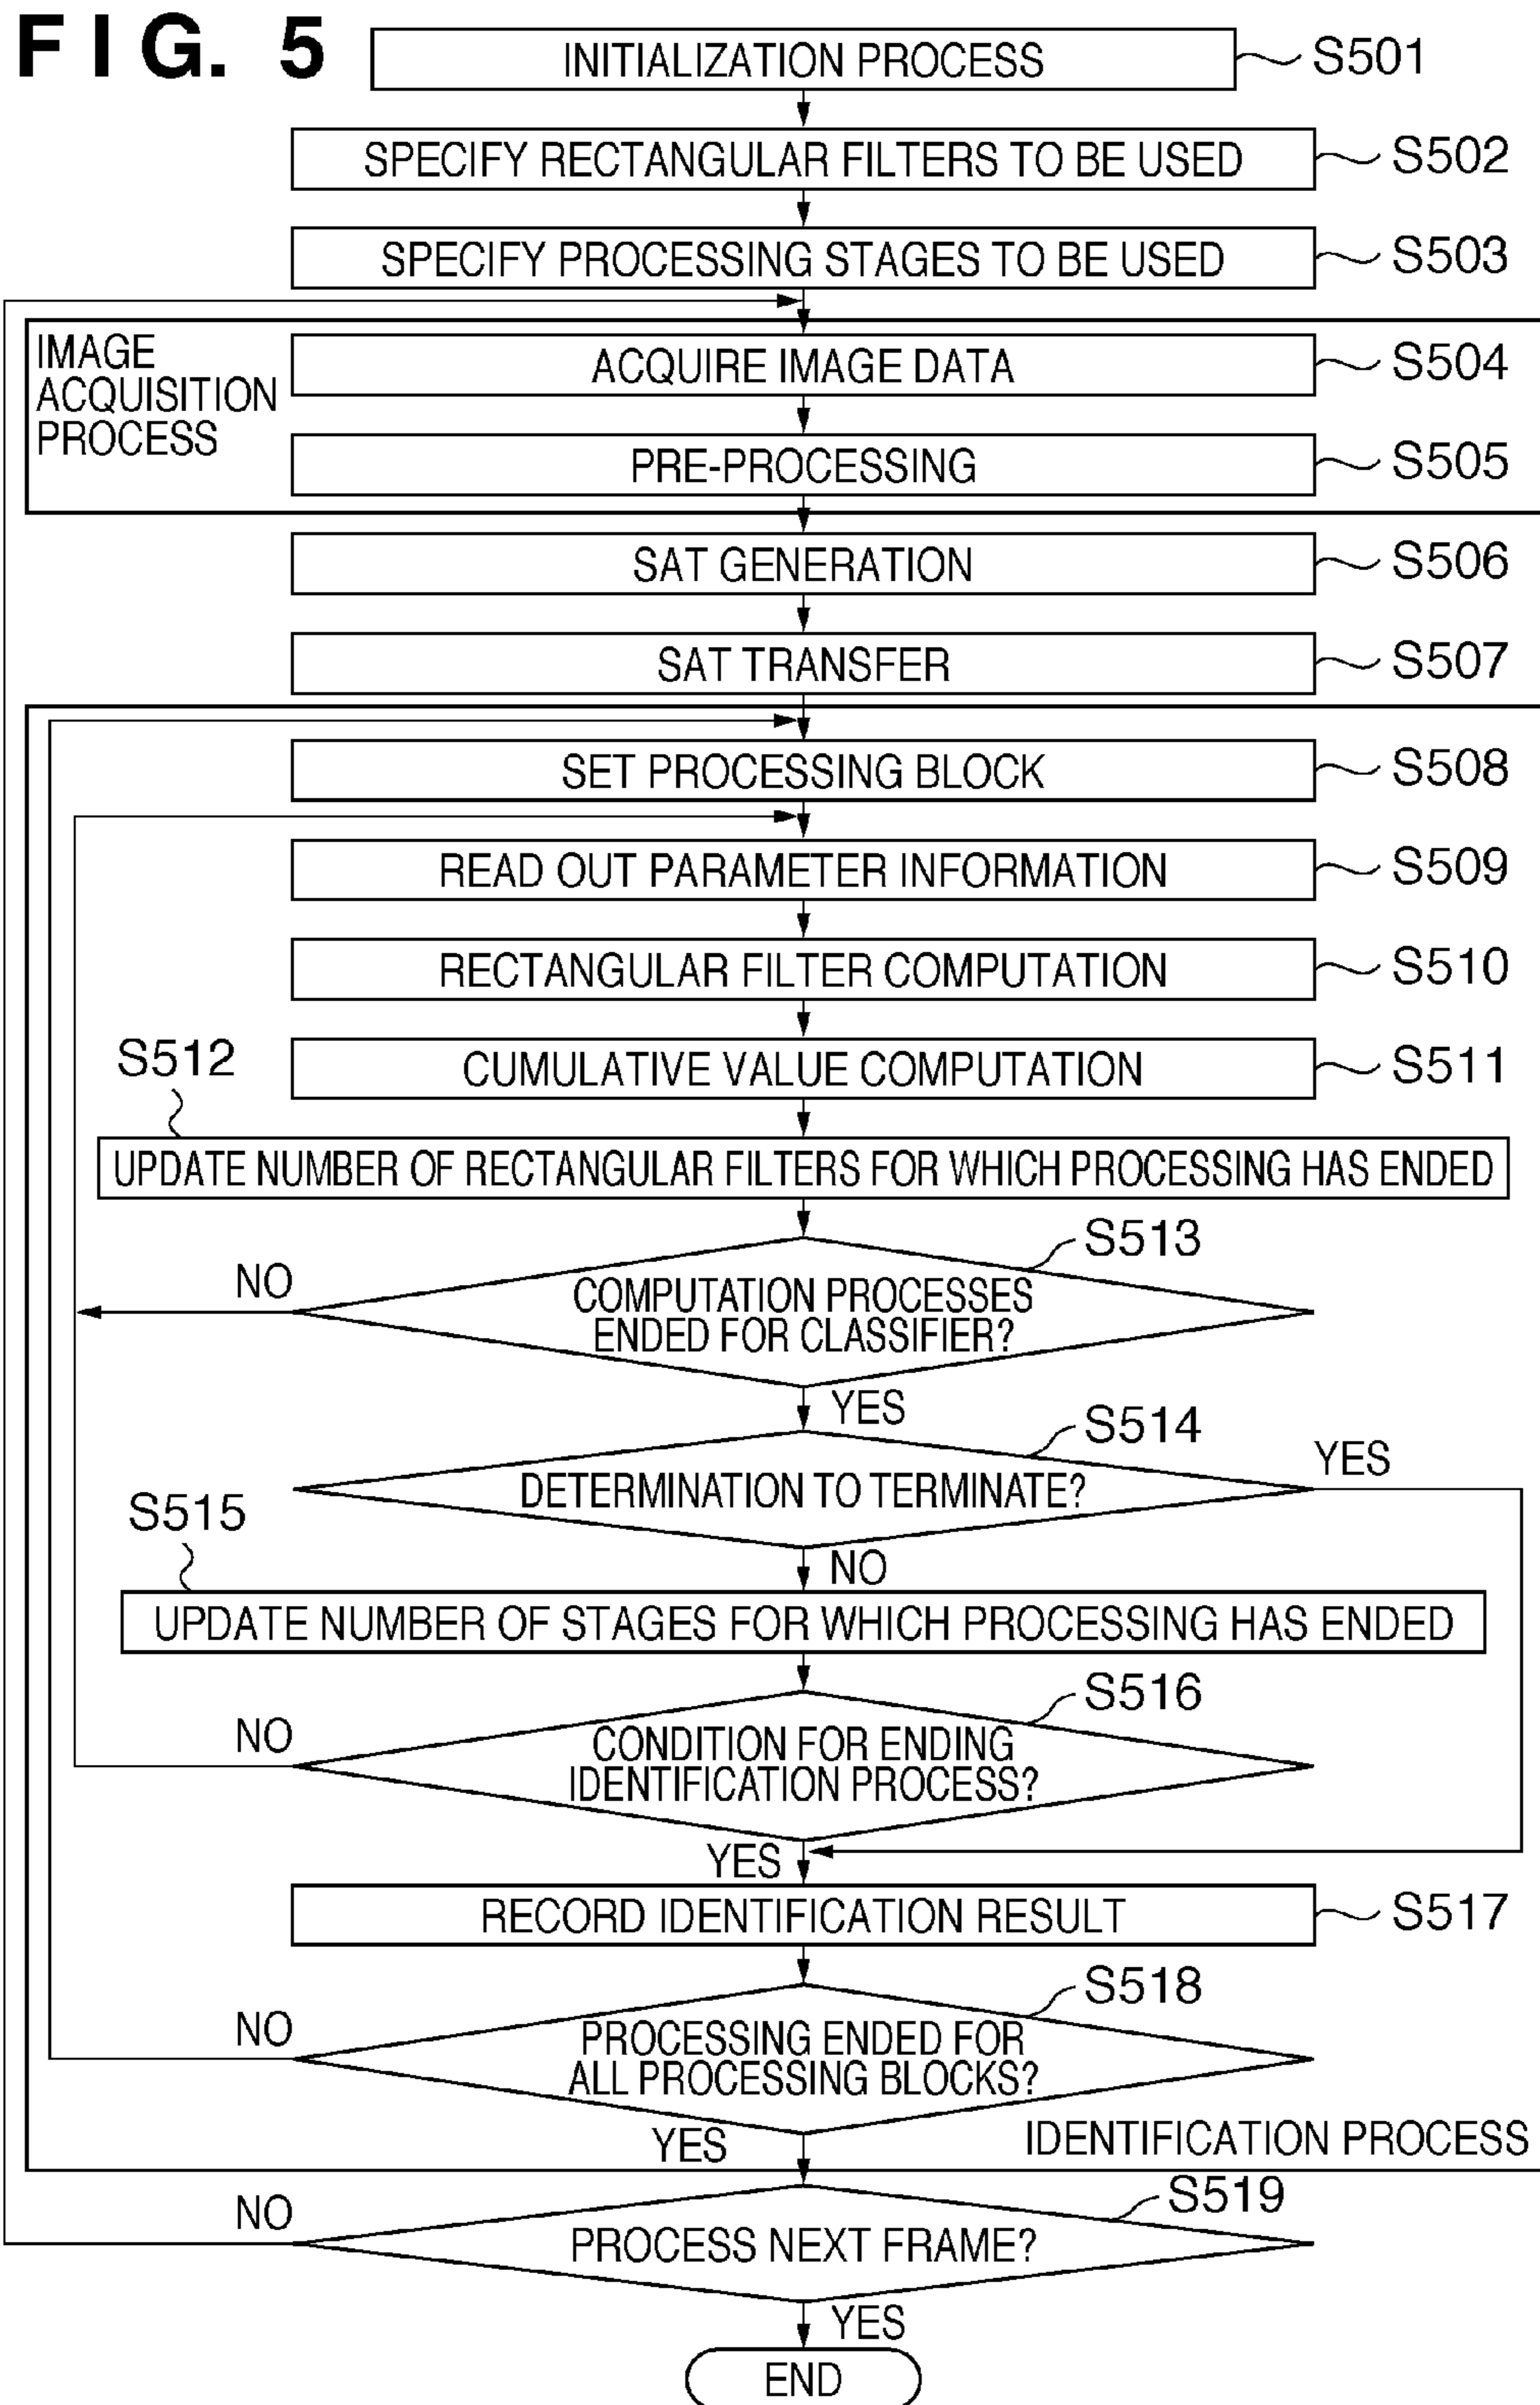 FIG. 5
INITIALIZATION PROCESS
S501
SPECIFY RECTANGULAR FILTERS TO BE USED
S502
SPECIFY PROCESSING STAGES TO BE USED
S503
IMAGE
ACQUISITION
PROCESS
ACQUIRE IMAGE DATA
S504
PRE-PROCESSING
S505
SAT GENERATION
S506
SAT TRANSFER
S507
SET PROCESSING BLOCK
S508
READ OUT PARAMETER INFORMATION
S509
RECTANGULAR FILTER COMPUTATION
S510
CUMULATIVE VALUE COMPUTATION
S511
S512
UPDATE NUMBER OF RECTANGULAR FILTERS FOR WHICH PROCESSING HAS ENDED
S513
NO
COMPUTATION PROCESSES
ENDED FOR CLASSIFIER?
YES
S514
DETERMINATION TO TERMINATE?
YES
NO
S515
UPDATE NUMBER OF STAGES FOR WHICH PROCESSING HAS ENDED
S516
NO
CONDITION FOR ENDING
IDENTIFICATION PROCESS?
YES
RECORD IDENTIFICATION RESULT
S517
S518
NO
PROCESSING ENDED FOR
ALL PROCESSING BLOCKS?
YES
IDENTIFICATION PROCESS
S519
NO
PROCESS NEXT FRAME?
YES
END